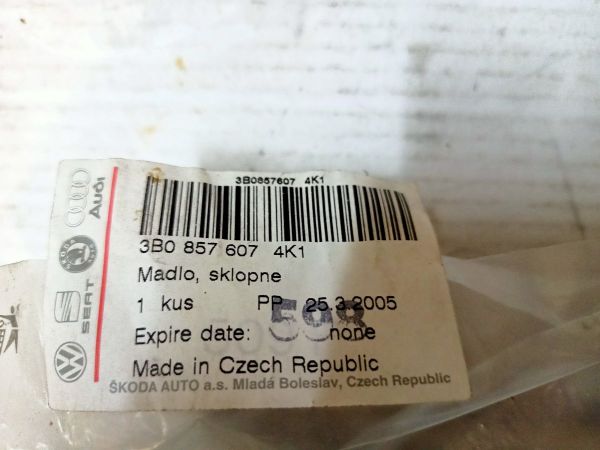 3B0857607 4K1
3B0 857 607 4K1
Madlo, sklopne
1 kus PP 25.3.2005
598
Expire date: none
Made in Czech Republic
ŠKODA AUTO a.s. Mladá Boleslav, Czech Republic
Audi
SEAT